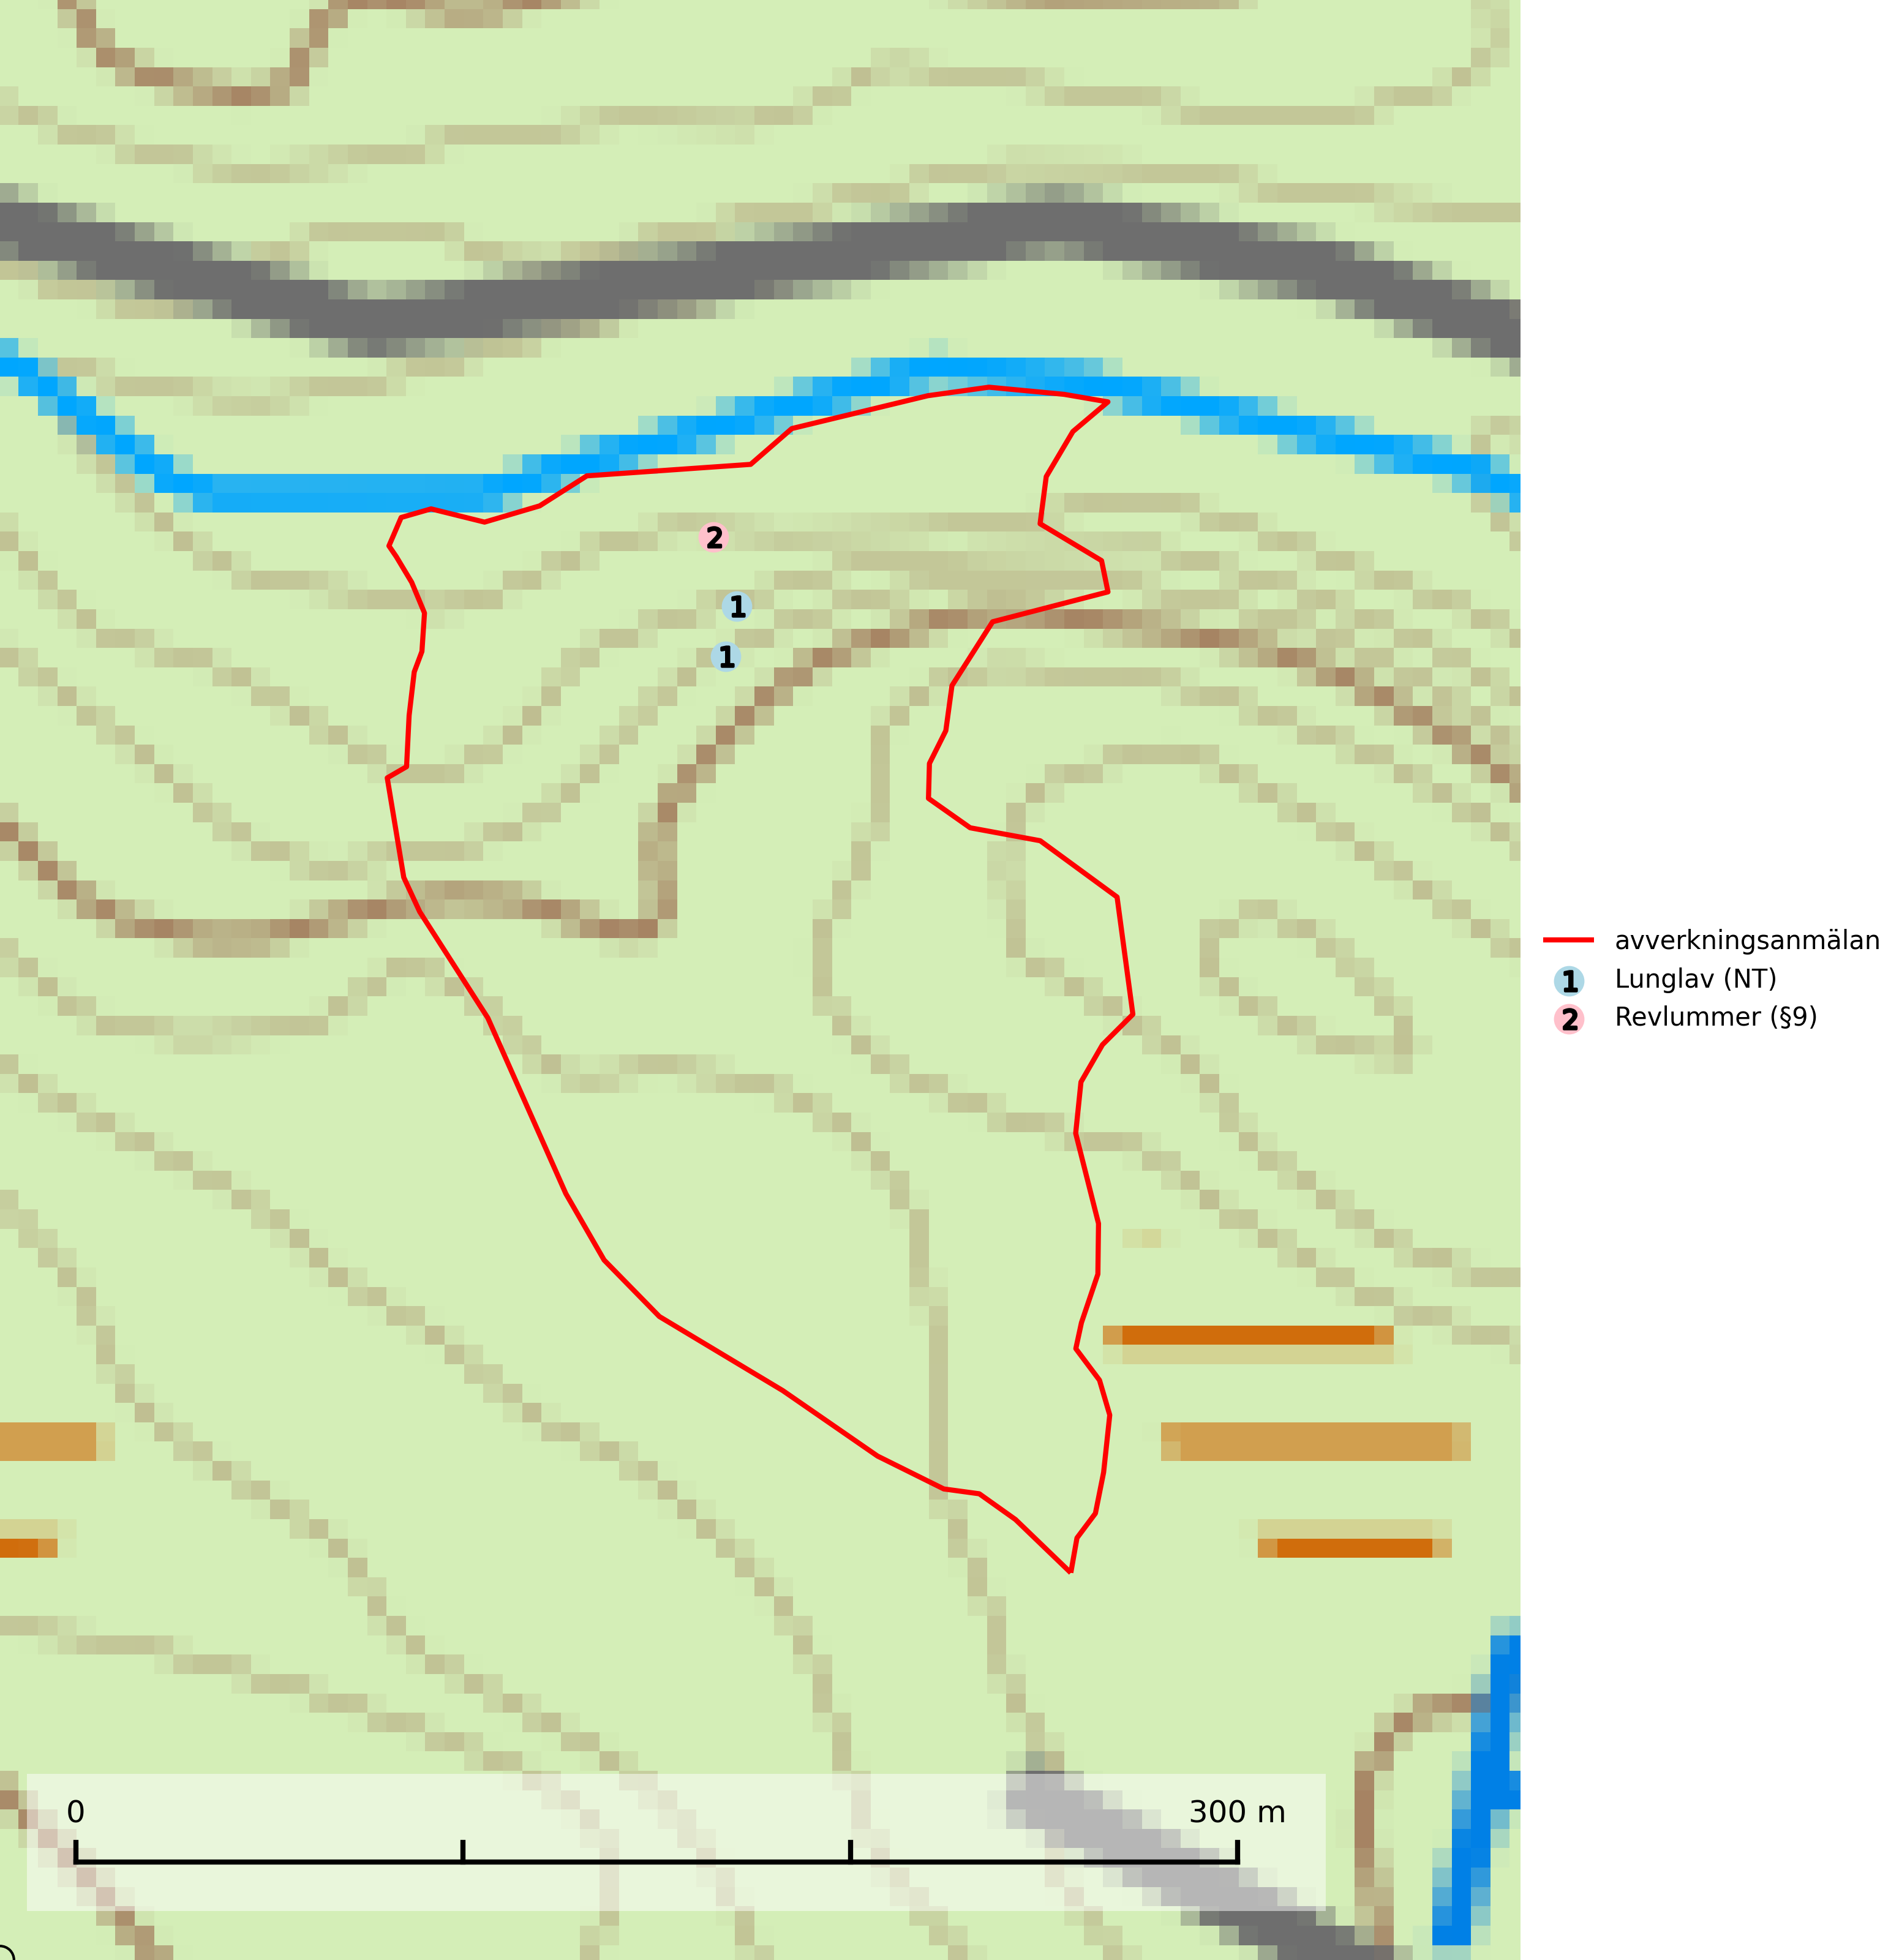 2
1
1
avverkningsanmälan
1 Lunglav (NT)
2 Revlummer (§9)
0 300 m